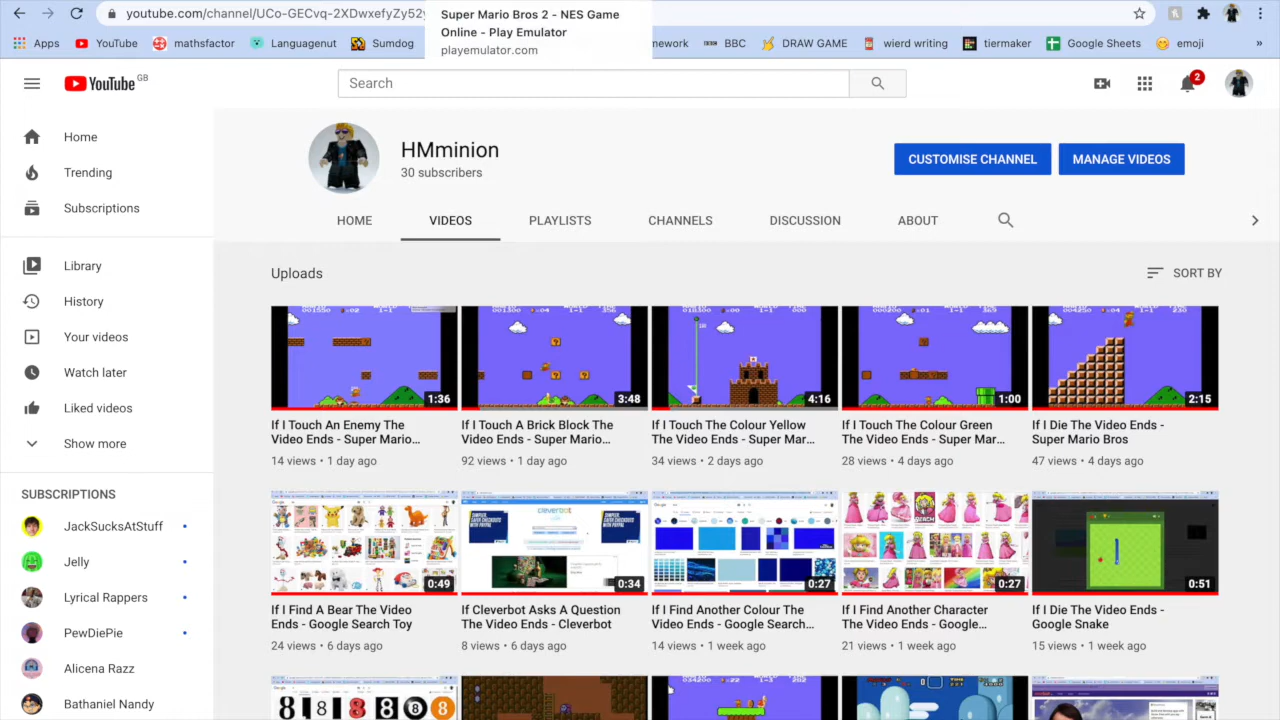 youtube.com/channel/UCo-GECvq-2XDwxefyZy52y
Super Mario Bros 2 - NES Game
Online - Play Emulator
playemulator.com
Apps
YouTube
mathsfactor
Languagenut
Sumdog
mework
BBC
DRAW GAME
wierd writing
tiermaker
Google Sheets
emoji
YouTube GB
Search
2
Home
Trending
Subscriptions
Library
History
Your videos
Watch later
Liked videos
Show more
SUBSCRIPTIONS
JackSucksAtStuff
Jelly
Lyrical Rappers
PewDiePie
Alicena Razz
Bathaniel Nandy
HMminion
30 subscribers
CUSTOMISE CHANNEL
MANAGE VIDEOS
HOME
VIDEOS
PLAYLISTS
CHANNELS
DISCUSSION
ABOUT
Uploads
SORT BY
1:36
If I Touch An Enemy The
Video Ends - Super Mario...
14 views • 1 day ago
3:48
If I Touch A Brick Block The
Video Ends - Super Mario...
92 views • 1 day ago
4:16
If I Touch The Colour Yellow
The Video Ends - Super Mar...
34 views • 2 days ago
1:00
If I Touch The Colour Green
The Video Ends - Super Mar...
28 views • 4 days ago
2:15
If I Die The Video Ends -
Super Mario Bros
47 views • 4 days ago
0:49
If I Find A Bear The Video
Ends - Google Search Toy
24 views • 6 days ago
cleverbot
0:34
If Cleverbot Asks A Question
The Video Ends - Cleverbot
8 views • 6 days ago
0:27
If I Find Another Colour The
Video Ends - Google Search...
14 views • 1 week ago
0:27
If I Find Another Character
The Video Ends - Google...
21 views • 1 week ago
0:51
If I Die The Video Ends -
Google Snake
15 views • 1 week ago